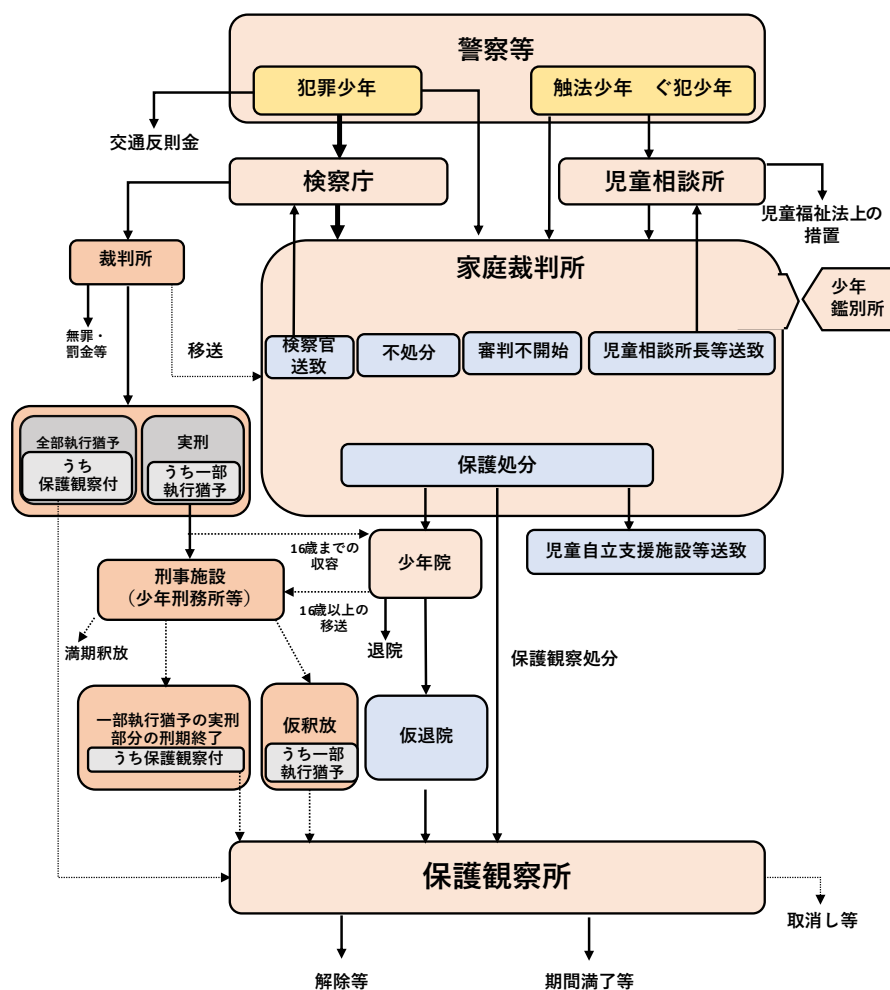 警察等
犯罪少年
触法少年　ぐ犯少年
交通反則金
検察庁
児童相談所
児童福祉法上の
措置
裁判所
家庭裁判所
少年
鑑別所
無罪・
罰金等
移送
検察官
送致
不処分
審判不開始
児童相談所長等送致
全部執行猶予
うち
保護観察付
実刑
うち一部
執行猶予
保護処分
16歳までの
収容
少年院
児童自立支援施設等送致
刑事施設
（少年刑務所等）
16歳以上の
移送
満期釈放
退院
保護観察処分
一部執行猶予の実刑
部分の刑期終了
うち保護観察付
仮釈放
うち一部
執行猶予
仮退院
保護観察所
取消し等
解除等
期間満了等